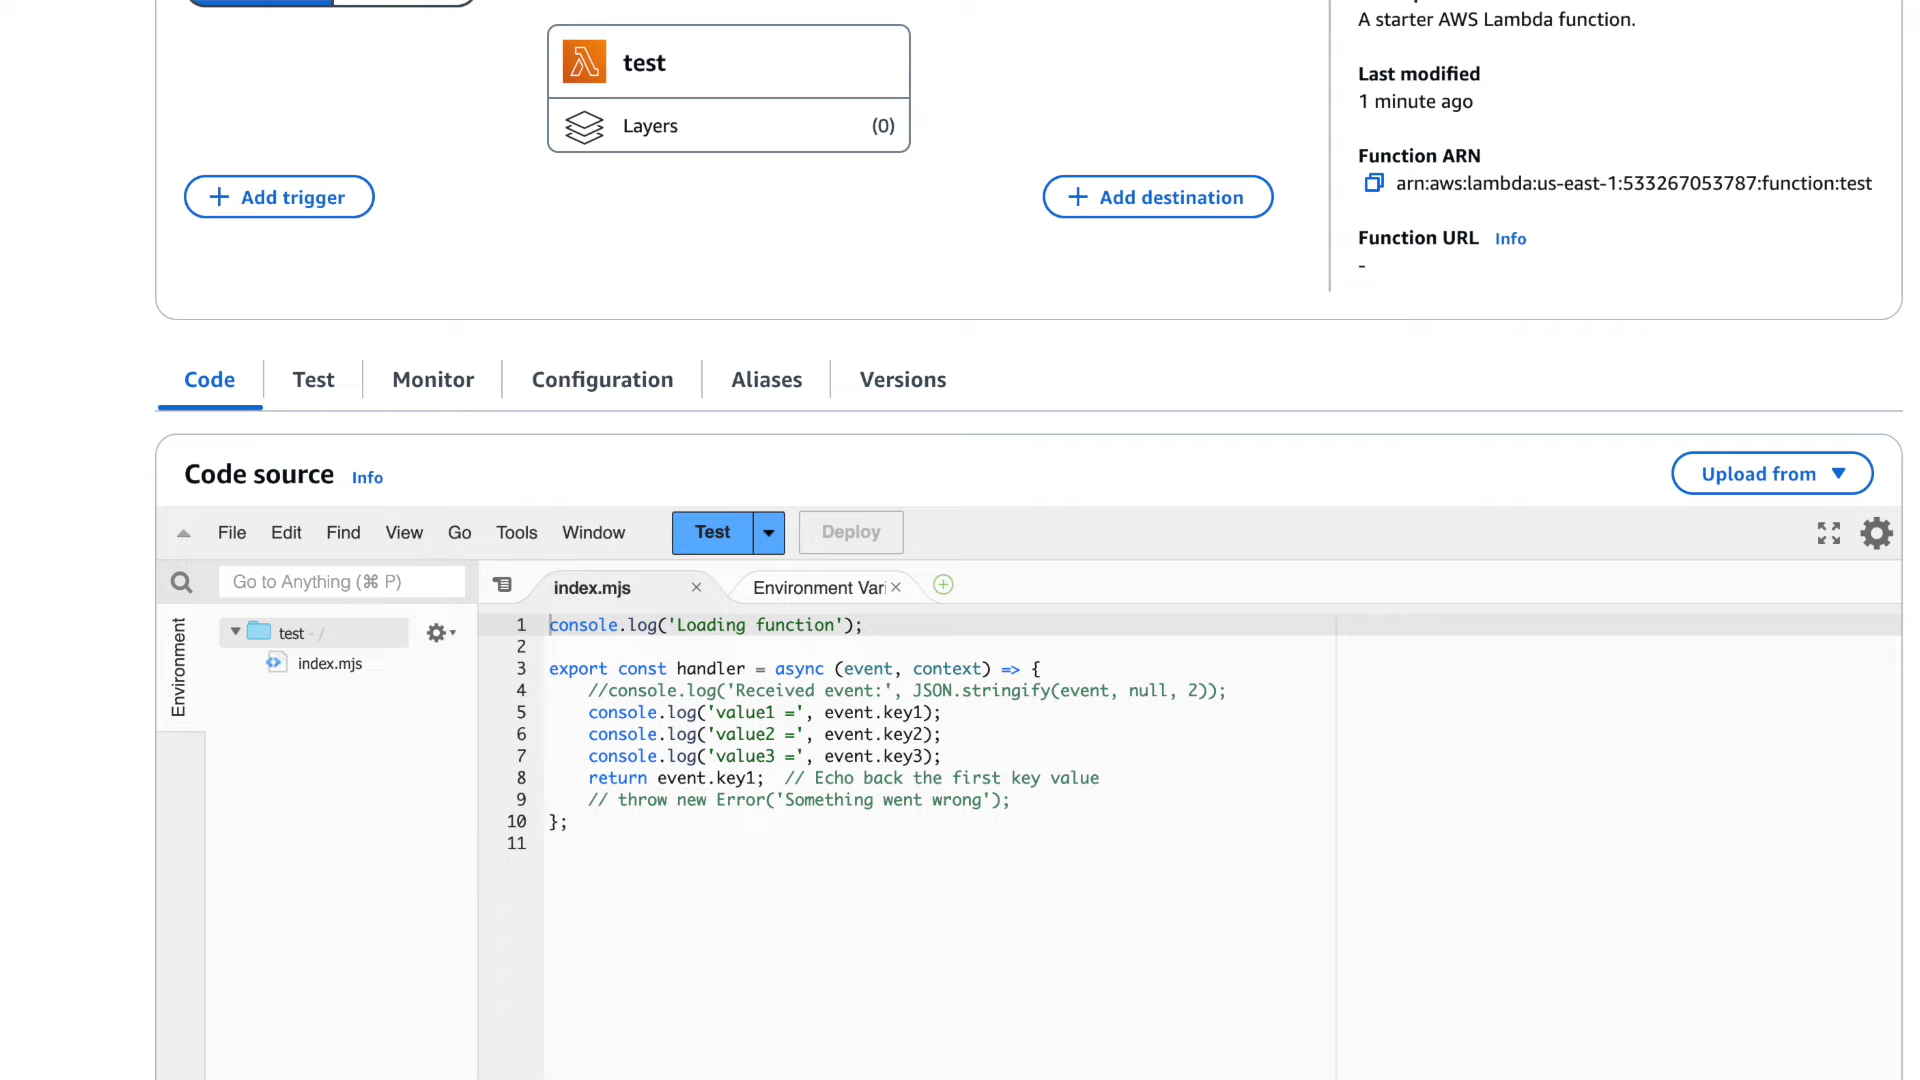 A starter AWS Lambda function.
test
Last modified
1 minute ago
Layers (0)
Function ARN
arn:aws:lambda:us-east-1:533267053787:function:test
Add trigger
Add destination
Function URL Info
-
Code Test Monitor Configuration Aliases Versions
Code source Info
Upload from
File Edit Find View Go Tools Window Test Deploy
Go to Anything (⌘ P)
index.mjs
Environment Var
Environment
test - /
index.mjs
1 console.log('Loading function');
2
3 export const handler = async (event, context) => {
4     //console.log('Received event:', JSON.stringify(event, null, 2));
5     console.log('value1 =', event.key1);
6     console.log('value2 =', event.key2);
7     console.log('value3 =', event.key3);
8     return event.key1;  // Echo back the first key value
9     // throw new Error('Something went wrong');
10 };
11